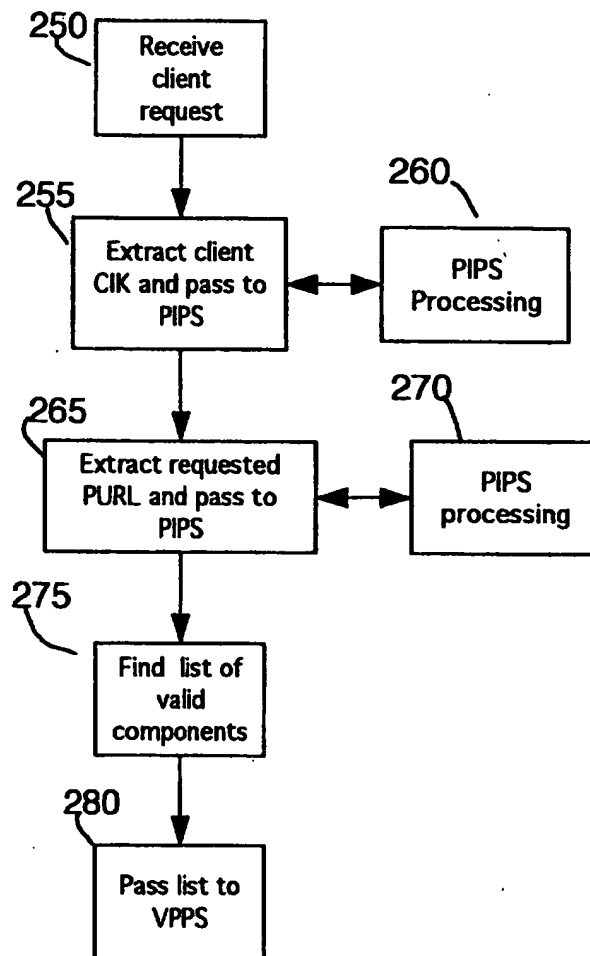 250
Receive
client
request
255
Extract client
CIK and pass to
PIPS
260
PIPS
Processing
265
Extract requested
PURL and pass to
PIPS
270
PIPS
processing
275
Find list of
valid
components
280
Pass list to
VPPS